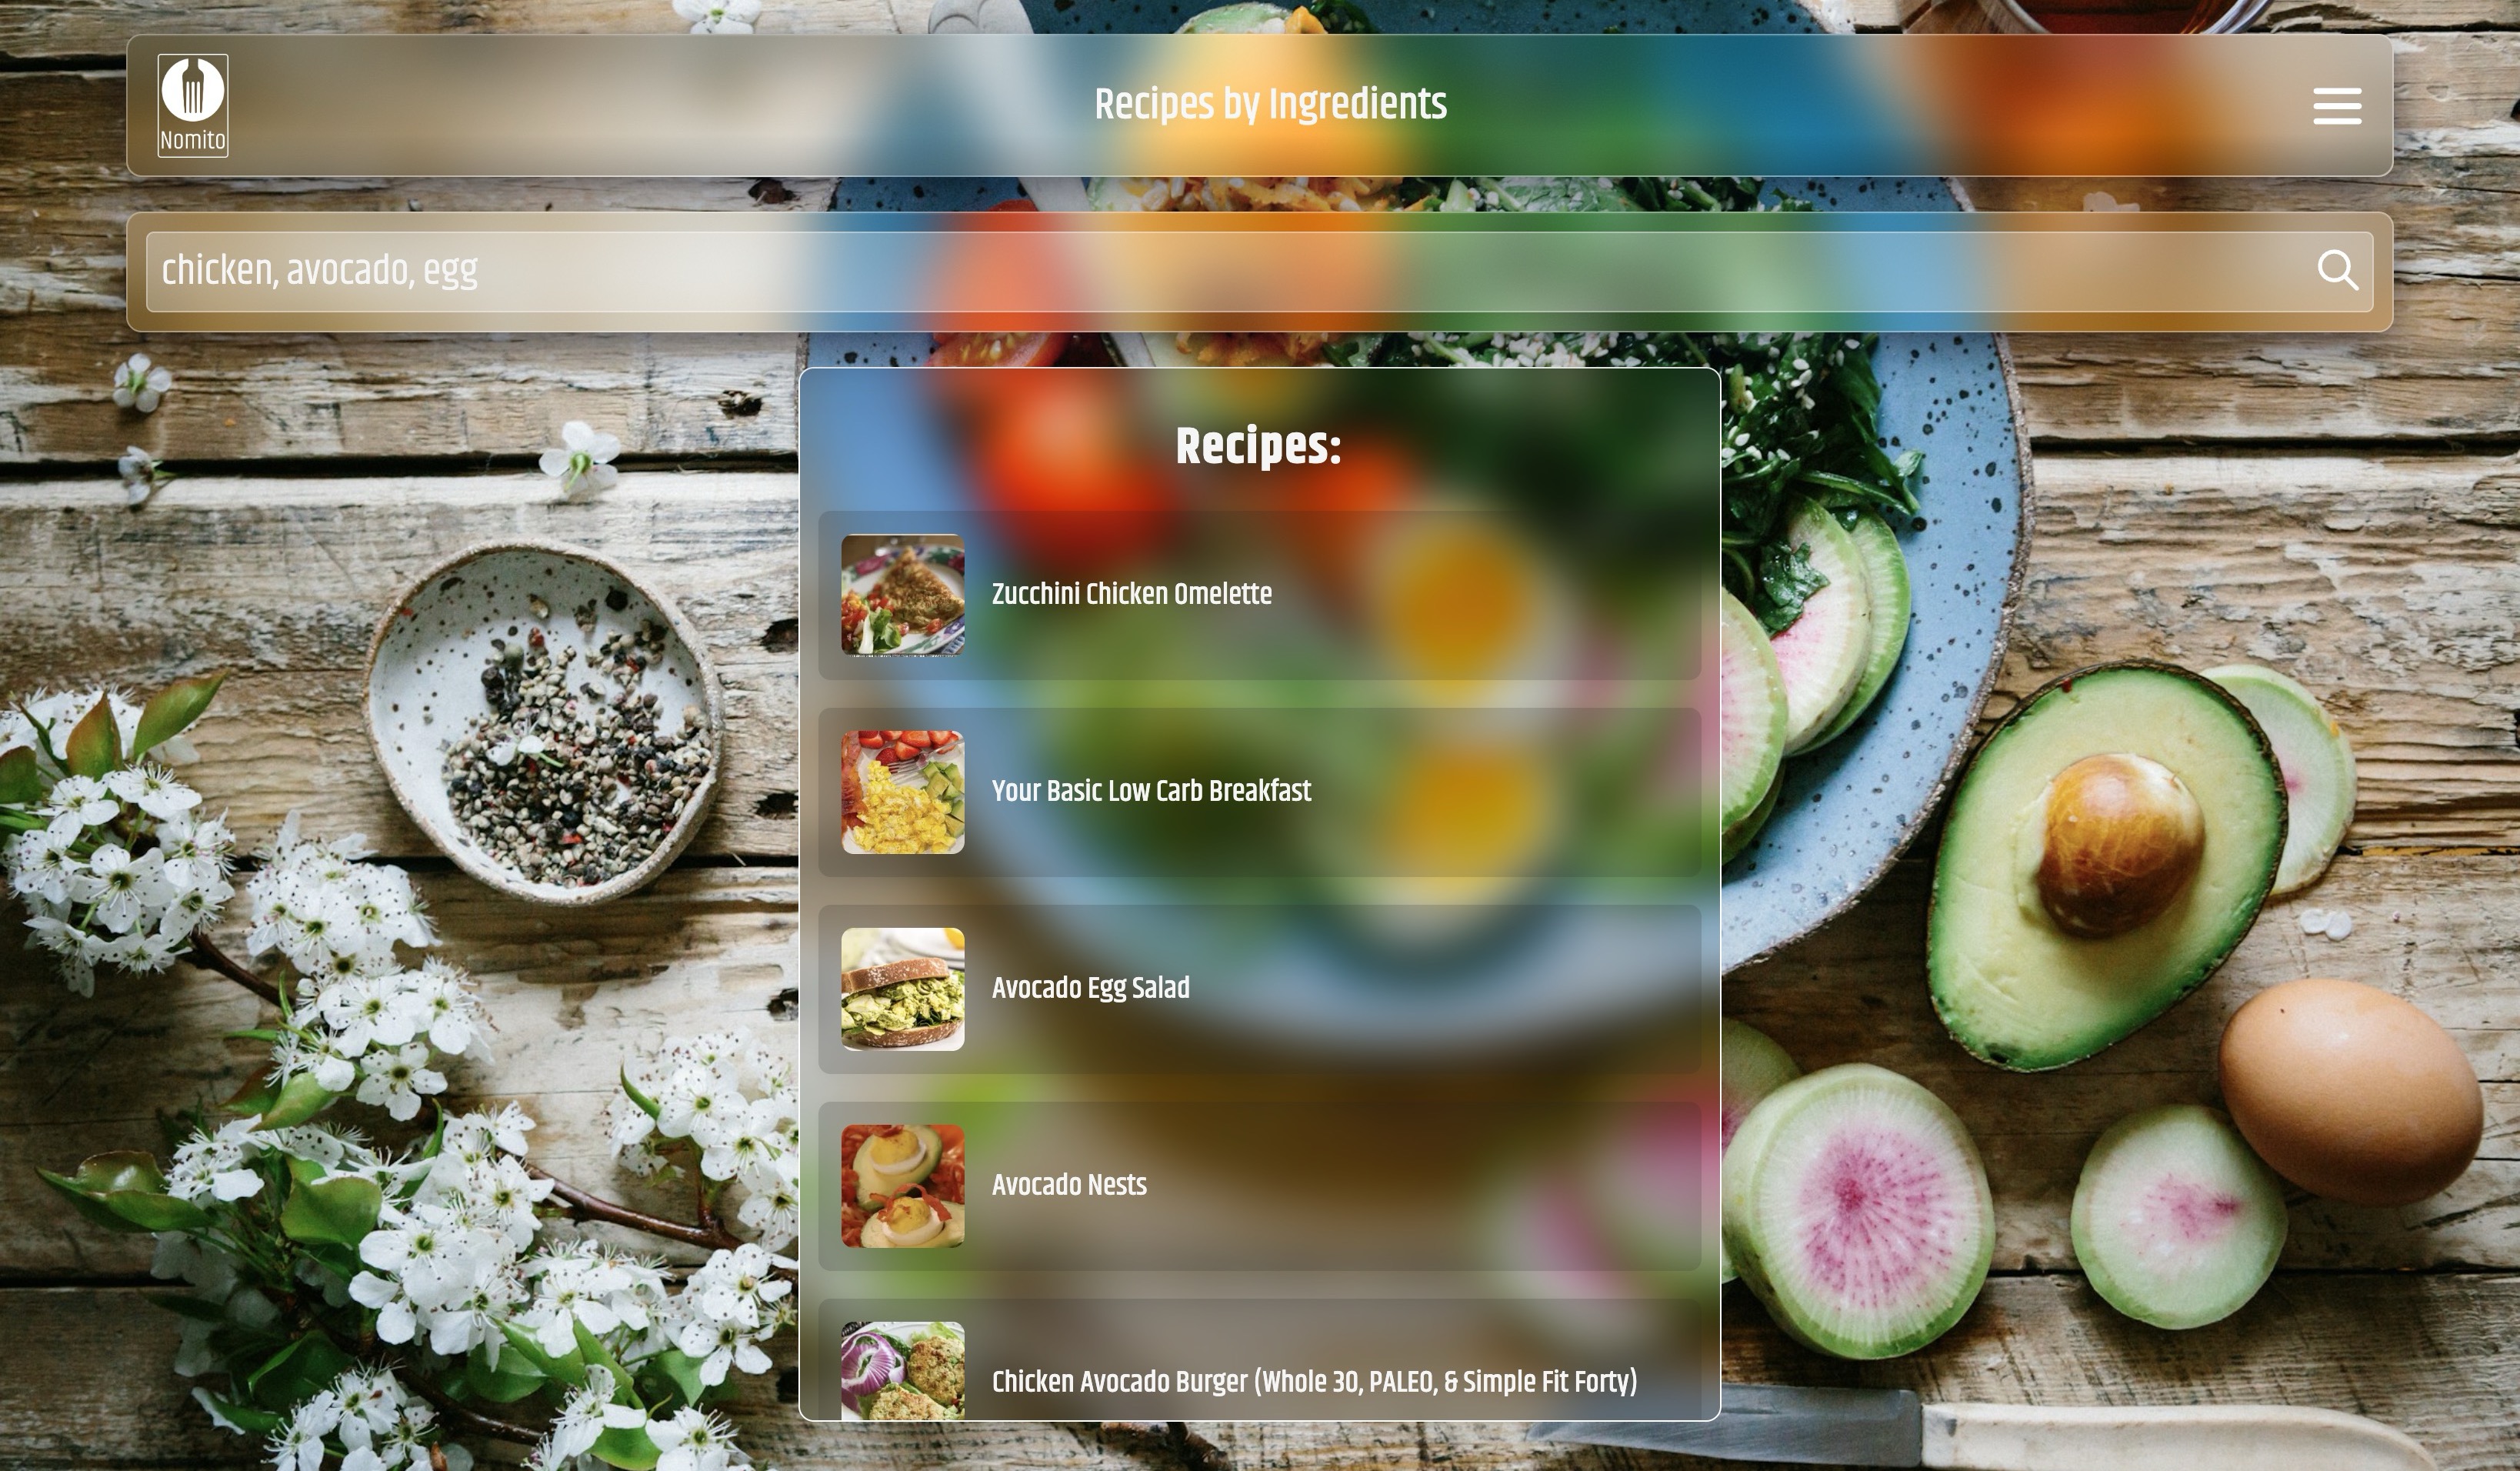 Nomito
Recipes by Ingredients
chicken, avocado, egg
Recipes:
Zucchini Chicken Omelette
Your Basic Low Carb Breakfast
Avocado Egg Salad
Avocado Nests
Chicken Avocado Burger (Whole 30, PALEO, & Simple Fit Forty)